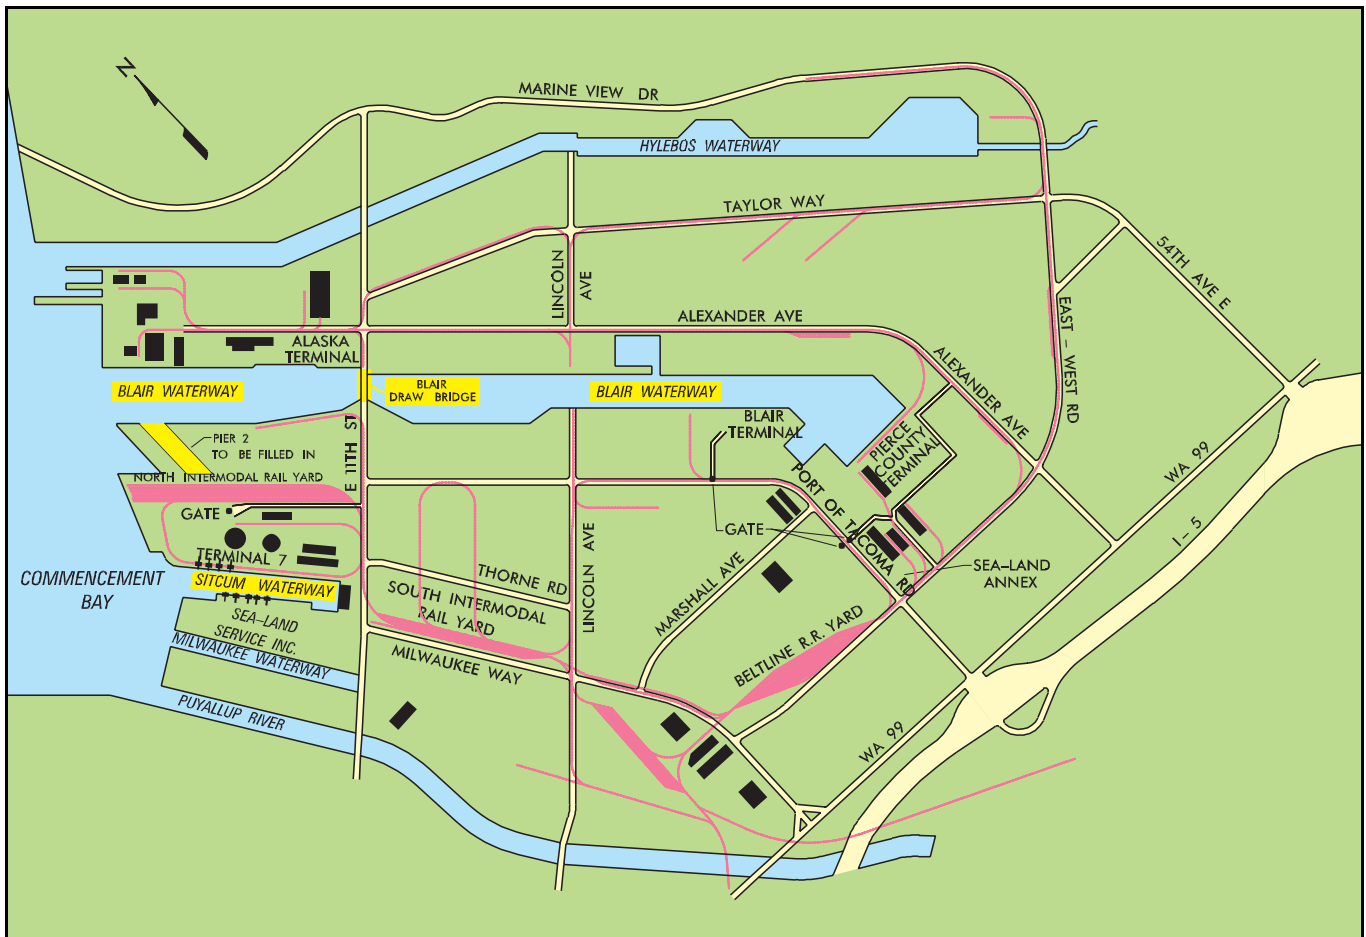 N
MARINE VIEW DR
HYLEBOS WATERWAY
TAYLOR WAY
54TH AVE E
LINCOLN
AVE
ALEXANDER AVE
EAST – WEST RD
ALASKA
TERMINAL
ALEXANDER AVE
BLAIR WATERWAY
BLAIR
DRAW BRIDGE
BLAIR WATERWAY
BLAIR
TERMINAL
PIERCE
COUNTY
TERMINAL
E 11TH ST
PIER 2
TO BE FILLED IN
WA 99
NORTH INTERMODAL RAIL YARD
PORT OF TACOMA RD
GATE
GATE
I – 5
TERMINAL 7
LINCOLN AVE
COMMENCEMENT
BAY
SITCUM WATERWAY
THORNE RD
MARSHALL AVE
SEA–LAND
ANNEX
SOUTH INTERMODAL
RAIL YARD
SEA–LAND
SERVICE INC.
MILWAUKEE WATERWAY
MILWAUKEE WAY
BELTLINE R.R. YARD
PUYALLUP RIVER
WA 99